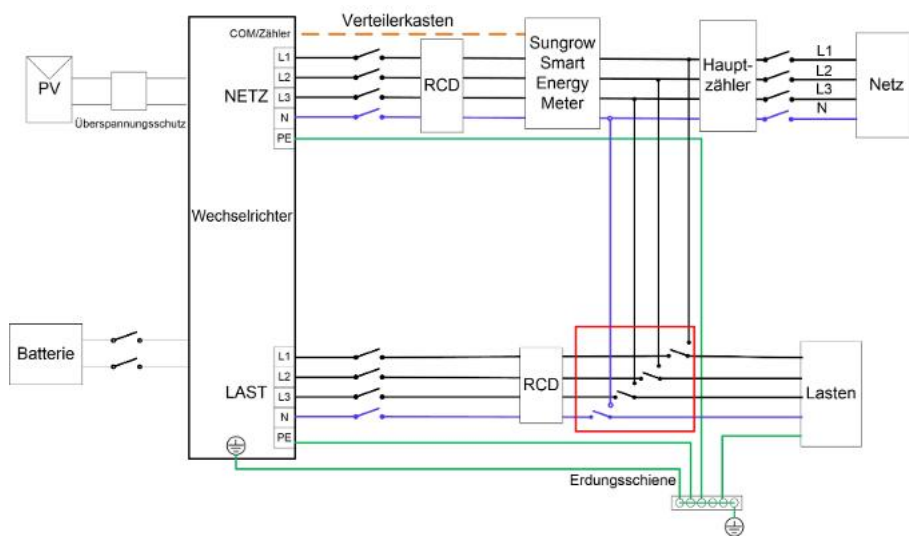 COM/Zähler
Verteilerkasten
L1
L2
L3
N
PE
NETZ
RCD
Sungrow
Smart
Energy
Meter
Haupt-
zähler
L1
L2
L3
N
Netz
PV
Überspannungsschutz
Wechselrichter
Batterie
LAST
L1
L2
L3
N
PE
RCD
Lasten
Erdungsschiene